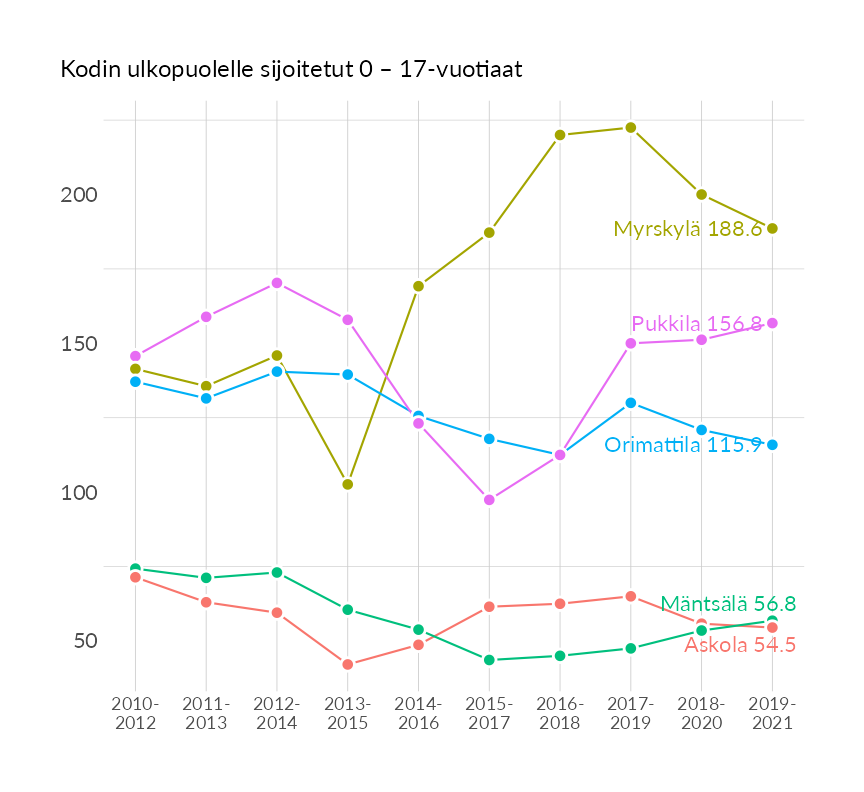 Kodin ulkopuolelle sijoitetut 0 – 17-vuotiaat
200
Myrskylä 188.6
Pukkila 156.8
150
Orimattila 115.9
100
Mäntsälä 56.8
50
Askola 54.5
2010- 2011- 2012- 2013- 2014- 2015- 2016- 2017- 2018- 2019-
2012 2013 2014 2015 2016 2017 2018 2019 2020 2021